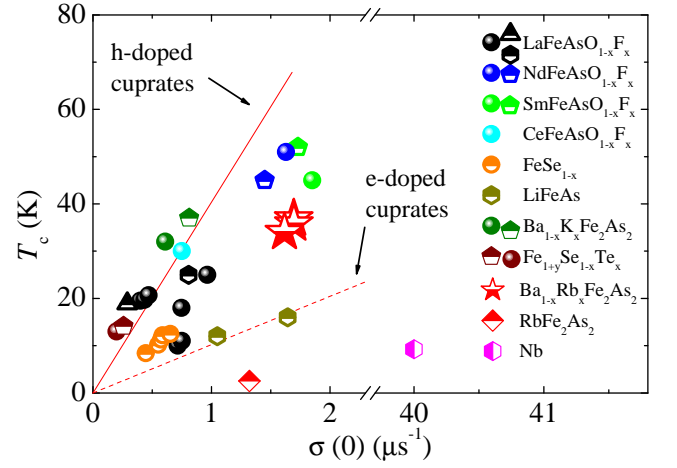 80
60
40
20
0
T_c (K)
0
1
2
40
41
σ (0) (μs⁻¹)
h-doped
cuprates
e-doped
cuprates
LaFeAsO₁₋ₓFₓ
NdFeAsO₁₋ₓFₓ
SmFeAsO₁₋ₓFₓ
CeFeAsO₁₋ₓFₓ
FeSe₁₋ₓ
LiFeAs
Ba₁₋ₓKₓFe₂As₂
Fe₁₊ᵧSe₁₋ₓTeₓ
Ba₁₋ₓRbₓFe₂As₂
RbFe₂As₂
Nb